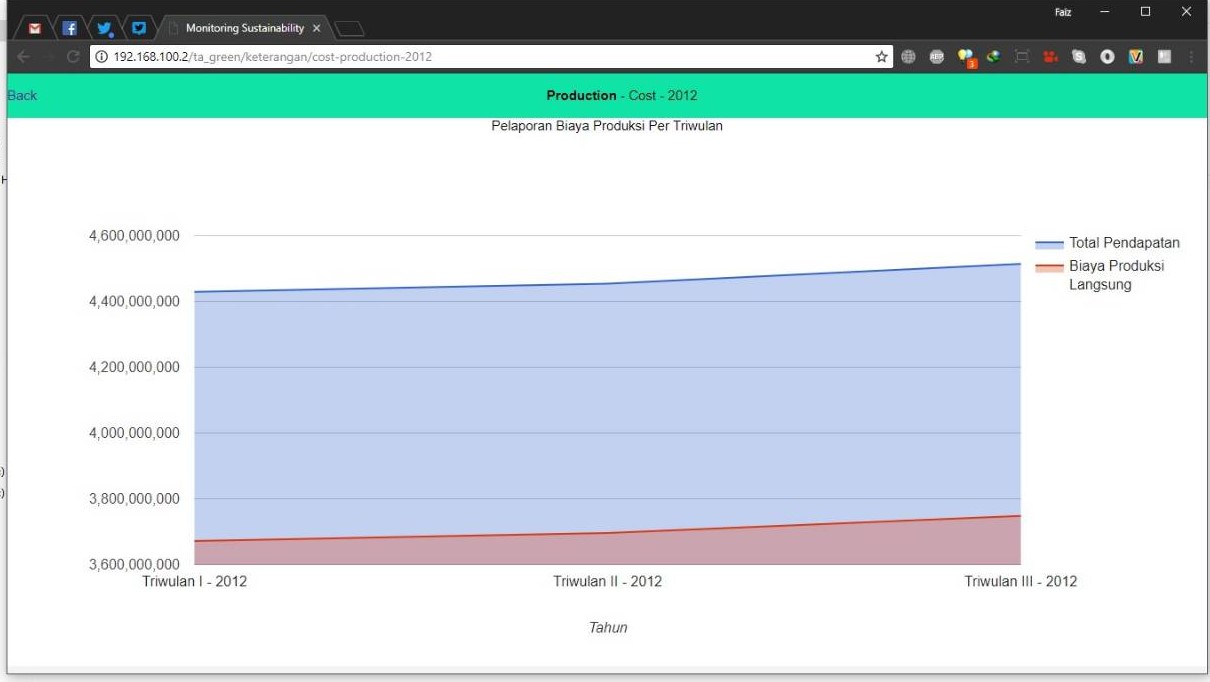 Faiz
Monitoring Sustainability
192.168.100.2/ta_green/keterangan/cost-production-2012
ABP
3
Back
Production - Cost - 2012
Pelaporan Biaya Produksi Per Triwulan
H
4,600,000,000
4,400,000,000
4,200,000,000
4,000,000,000
3,800,000,000
3,600,000,000
Total Pendapatan
Biaya Produksi
Langsung
Triwulan I - 2012 Triwulan II - 2012 Triwulan III - 2012
Tahun